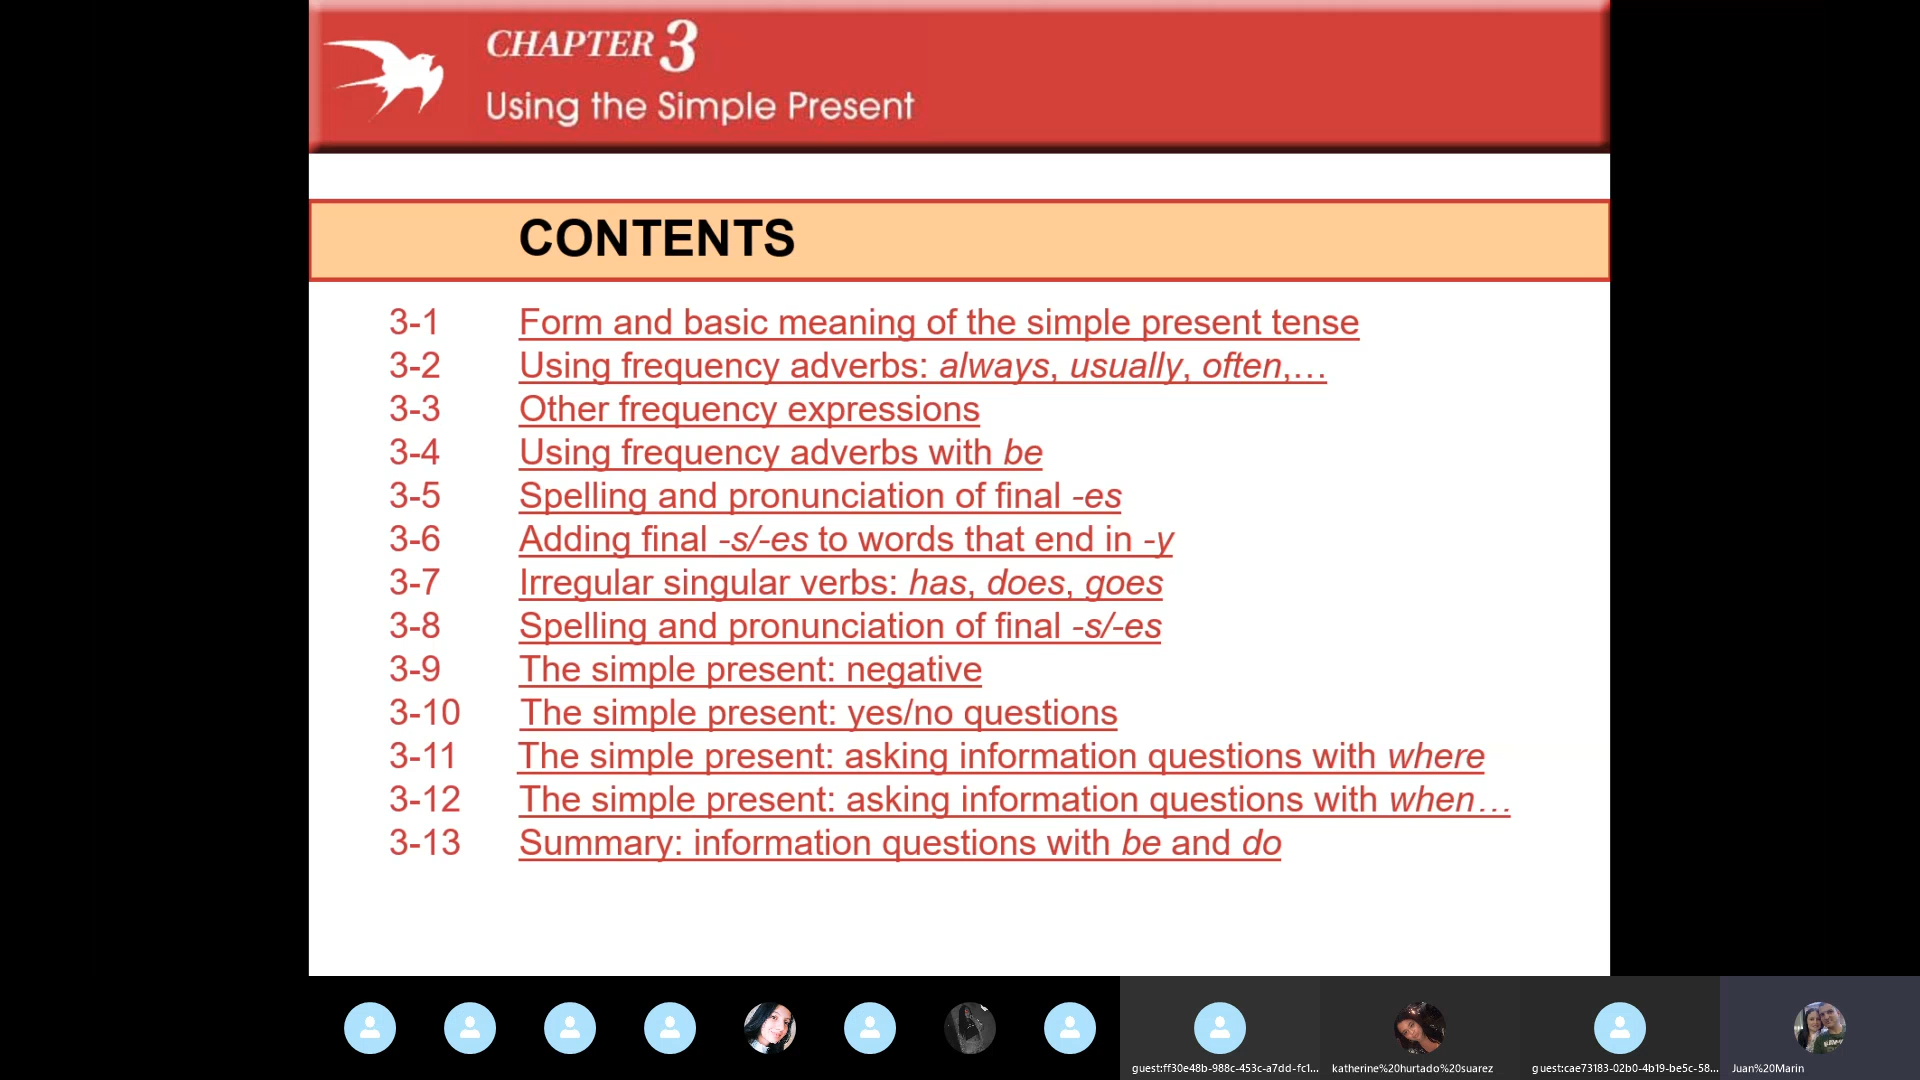 CHAPTER 3
Using the Simple Present
CONTENTS
3-1 Form and basic meaning of the simple present tense
3-2 Using frequency adverbs: always, usually, often,…
3-3 Other frequency expressions
3-4 Using frequency adverbs with be
3-5 Spelling and pronunciation of final -es
3-6 Adding final -s/-es to words that end in -y
3-7 Irregular singular verbs: has, does, goes
3-8 Spelling and pronunciation of final -s/-es
3-9 The simple present: negative
3-10 The simple present: yes/no questions
3-11 The simple present: asking information questions with where
3-12 The simple present: asking information questions with when…
3-13 Summary: information questions with be and do
guest:ff30e48b-988c-453c-a7dd-fc1... katherine%20hurtado%20suarez guest:cae73183-02b0-4b19-be5c-58... Juan%20Marin